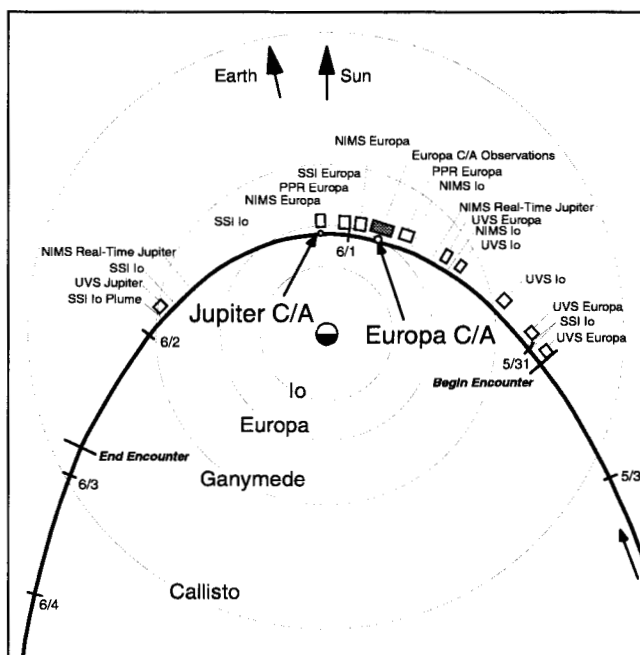 Earth
Sun
NIMS Europa
Europa C/A Observations
SSI Europa
PPR Europa
PPR Europa
NIMS Io
NIMS Europa
SSI Io
NIMS Real-Time Jupiter
UVS Europa
NIMS Io
UVS Io
NIMS Real-Time Jupiter
SSI Io
UVS Jupiter
SSI Io Plume
UVS Io
6/1
Jupiter C/A
Europa C/A
UVS Europa
SSI Io
UVS Europa
6/2
5/31
Begin Encounter
Io
Europa
End Encounter
Ganymede
6/3
5/3
Callisto
6/4